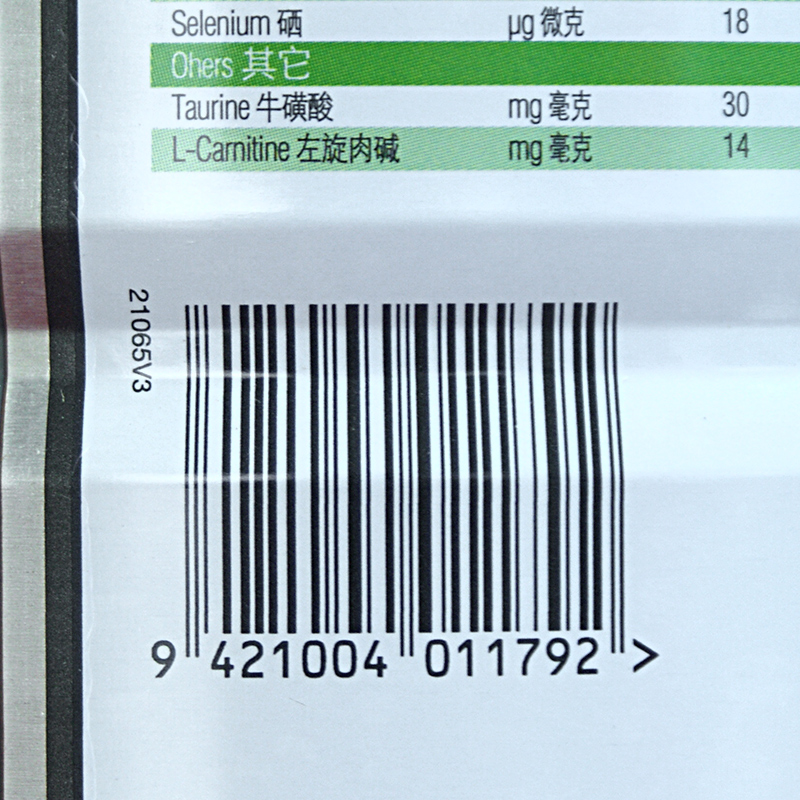 Selenium 硒 µg 微克 18
Ohers 其它
Taurine 牛磺酸 mg 毫克 30
L-Carnitine 左旋肉碱 mg 毫克 14
21065V3
9 421004 011792 >